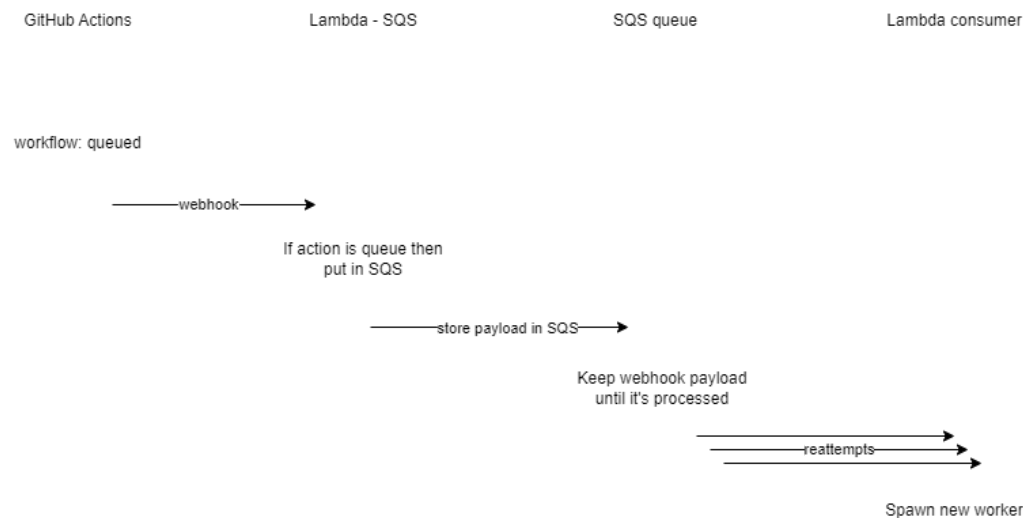 GitHub Actions
Lambda - SQS
SQS queue
Lambda consumer
workflow: queued
webhook
If action is queue then
put in SQS
store payload in SQS
Keep webhook payload
until it's processed
reattempts
Spawn new worker